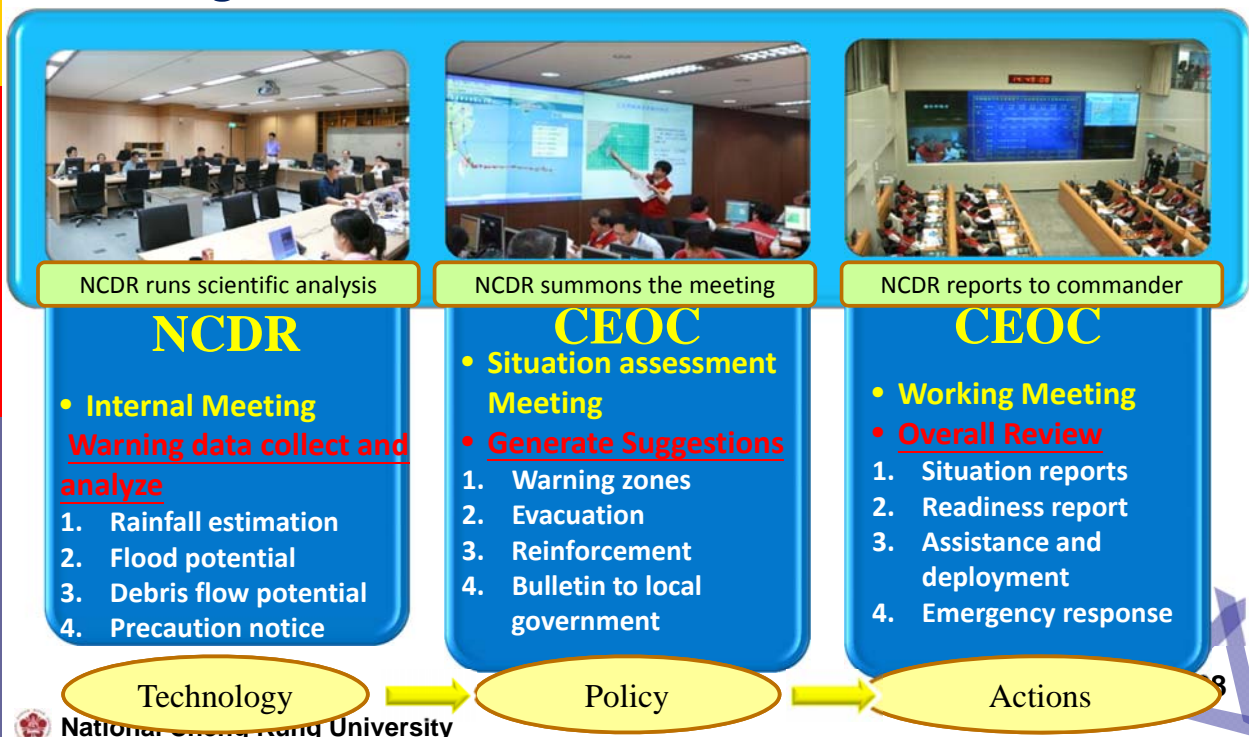 NCDR runs scientific analysis
NCDR
• Internal Meeting
Warning data collect and
analyze
1. Rainfall estimation
2. Flood potential
3. Debris flow potential
4. Precaution notice
NCDR summons the meeting
CEOC
• Situation assessment
Meeting
• Generate Suggestions
1. Warning zones
2. Evacuation
3. Reinforcement
4. Bulletin to local
government
NCDR reports to commander
CEOC
• Working Meeting
• Overall Review
1. Situation reports
2. Readiness report
3. Assistance and
deployment
4. Emergency response
Technology
Policy
Actions
National Cheng Kung University